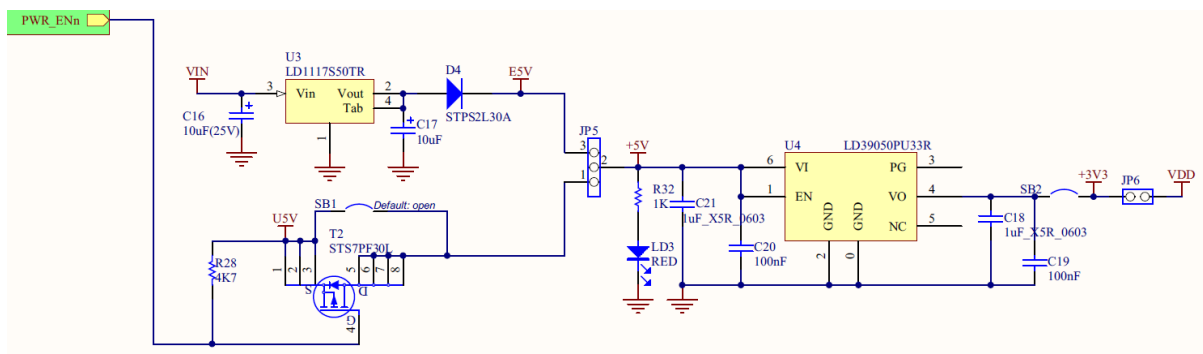 PWR_ENn
U3
LD1117S50TR
VIN
3
Vin
Vout
2
Tab
4
1
C16
10uF(25V)
C17
10uF
D4
STPS2L30A
E5V
JP5
3
2
1
+5V
R32
1K
C21
1uF_X5R_0603
LD3
RED
C20
100nF
U4
LD39050PU33R
6
VI
PG
3
1
EN
VO
4
GND
GND
NC
5
2
0
SB2
+3V3
JP6
VDD
C18
1uF_X5R_0603
C19
100nF
SB1
Default: open
U5V
T2
STS7PF30L
R28
4K7
1
2
3
5
6
7
8
S
D
G
4